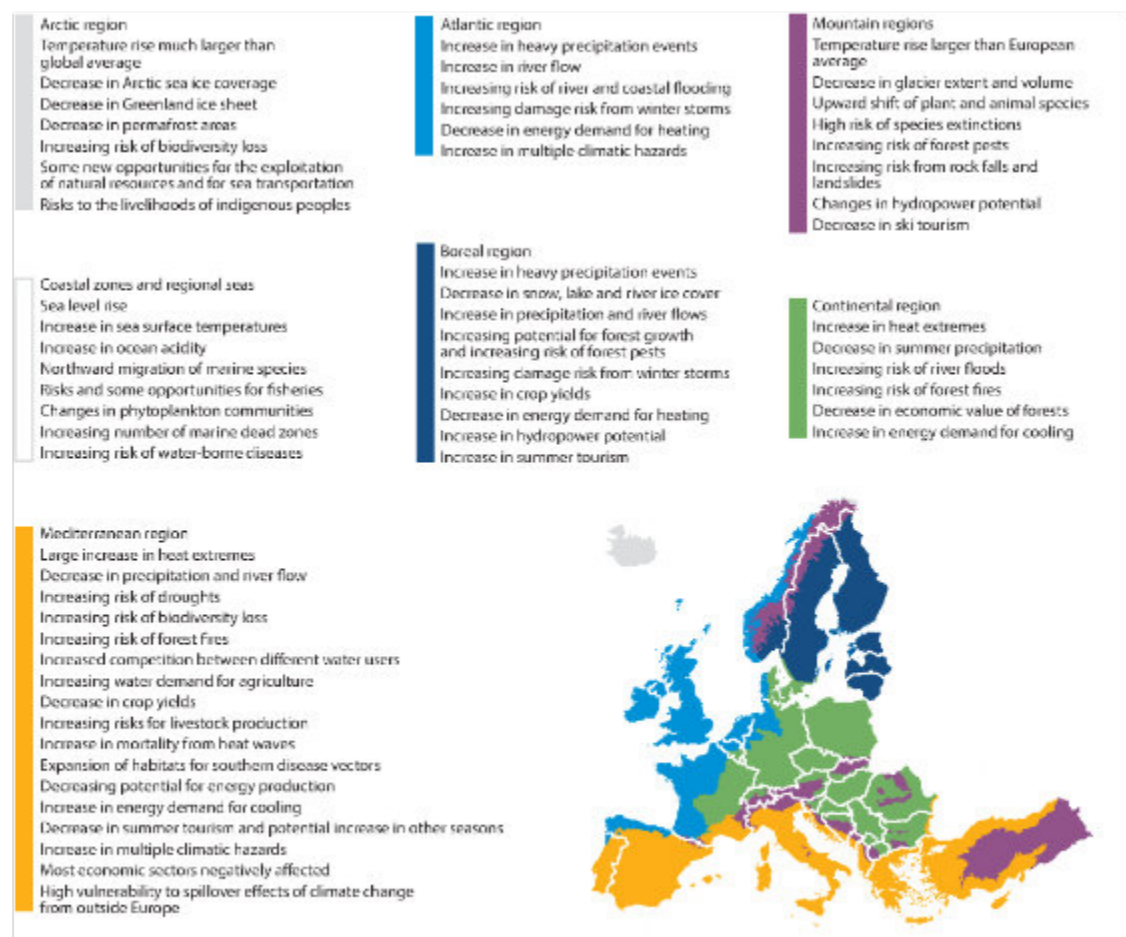 Arctic region
Temperature rise much larger than
global average
Decrease in Arctic sea ice coverage
Decrease in Greenland ice sheet
Decrease in permafrost areas
Increasing risk of biodiversity loss
Some new opportunities for the exploitation
of natural resources and for sea transportation
Risks to the livelihoods of indigenous peoples
Atlantic region
Increase in heavy precipitation events
Increase in river flow
Increasing risk of river and coastal flooding
Increasing damage risk from winter storms
Decrease in energy demand for heating
Increase in multiple climatic hazards
Mountain regions
Temperature rise larger than European
average
Decrease in glacier extent and volume
Upward shift of plant and animal species
High risk of species extinctions
Increasing risk of forest pests
Increasing risk from rock falls and
landslides
Changes in hydropower potential
Decrease in ski tourism
Coastal zones and regional seas
Sea level rise
Increase in sea surface temperatures
Increase in ocean acidity
Northward migration of marine species
Risks and some opportunities for fisheries
Changes in phytoplankton communities
Increasing number of marine dead zones
Increasing risk of water-borne diseases
Boreal region
Increase in heavy precipitation events
Decrease in snow, lake and river ice cover
Increase in precipitation and river flows
Increasing potential for forest growth
and increasing risk of forest pests
Increasing damage risk from winter storms
Increase in crop yields
Decrease in energy demand for heating
Increase in hydropower potential
Increase in summer tourism
Continental region
Increase in heat extremes
Decrease in summer precipitation
Increasing risk of river floods
Increasing risk of forest fires
Decrease in economic value of forests
Increase in energy demand for cooling
Mediterranean region
Large increase in heat extremes
Decrease in precipitation and river flow
Increasing risk of droughts
Increasing risk of biodiversity loss
Increasing risk of forest fires
Increased competition between different water users
Increasing water demand for agriculture
Decrease in crop yields
Increasing risks for livestock production
Increase in mortality from heat waves
Expansion of habitats for southern disease vectors
Decreasing potential for energy production
Increase in energy demand for cooling
Decrease in summer tourism and potential increase in other seasons
Increase in multiple climatic hazards
Most economic sectors negatively affected
High vulnerability to spillover effects of climate change
from outside Europe